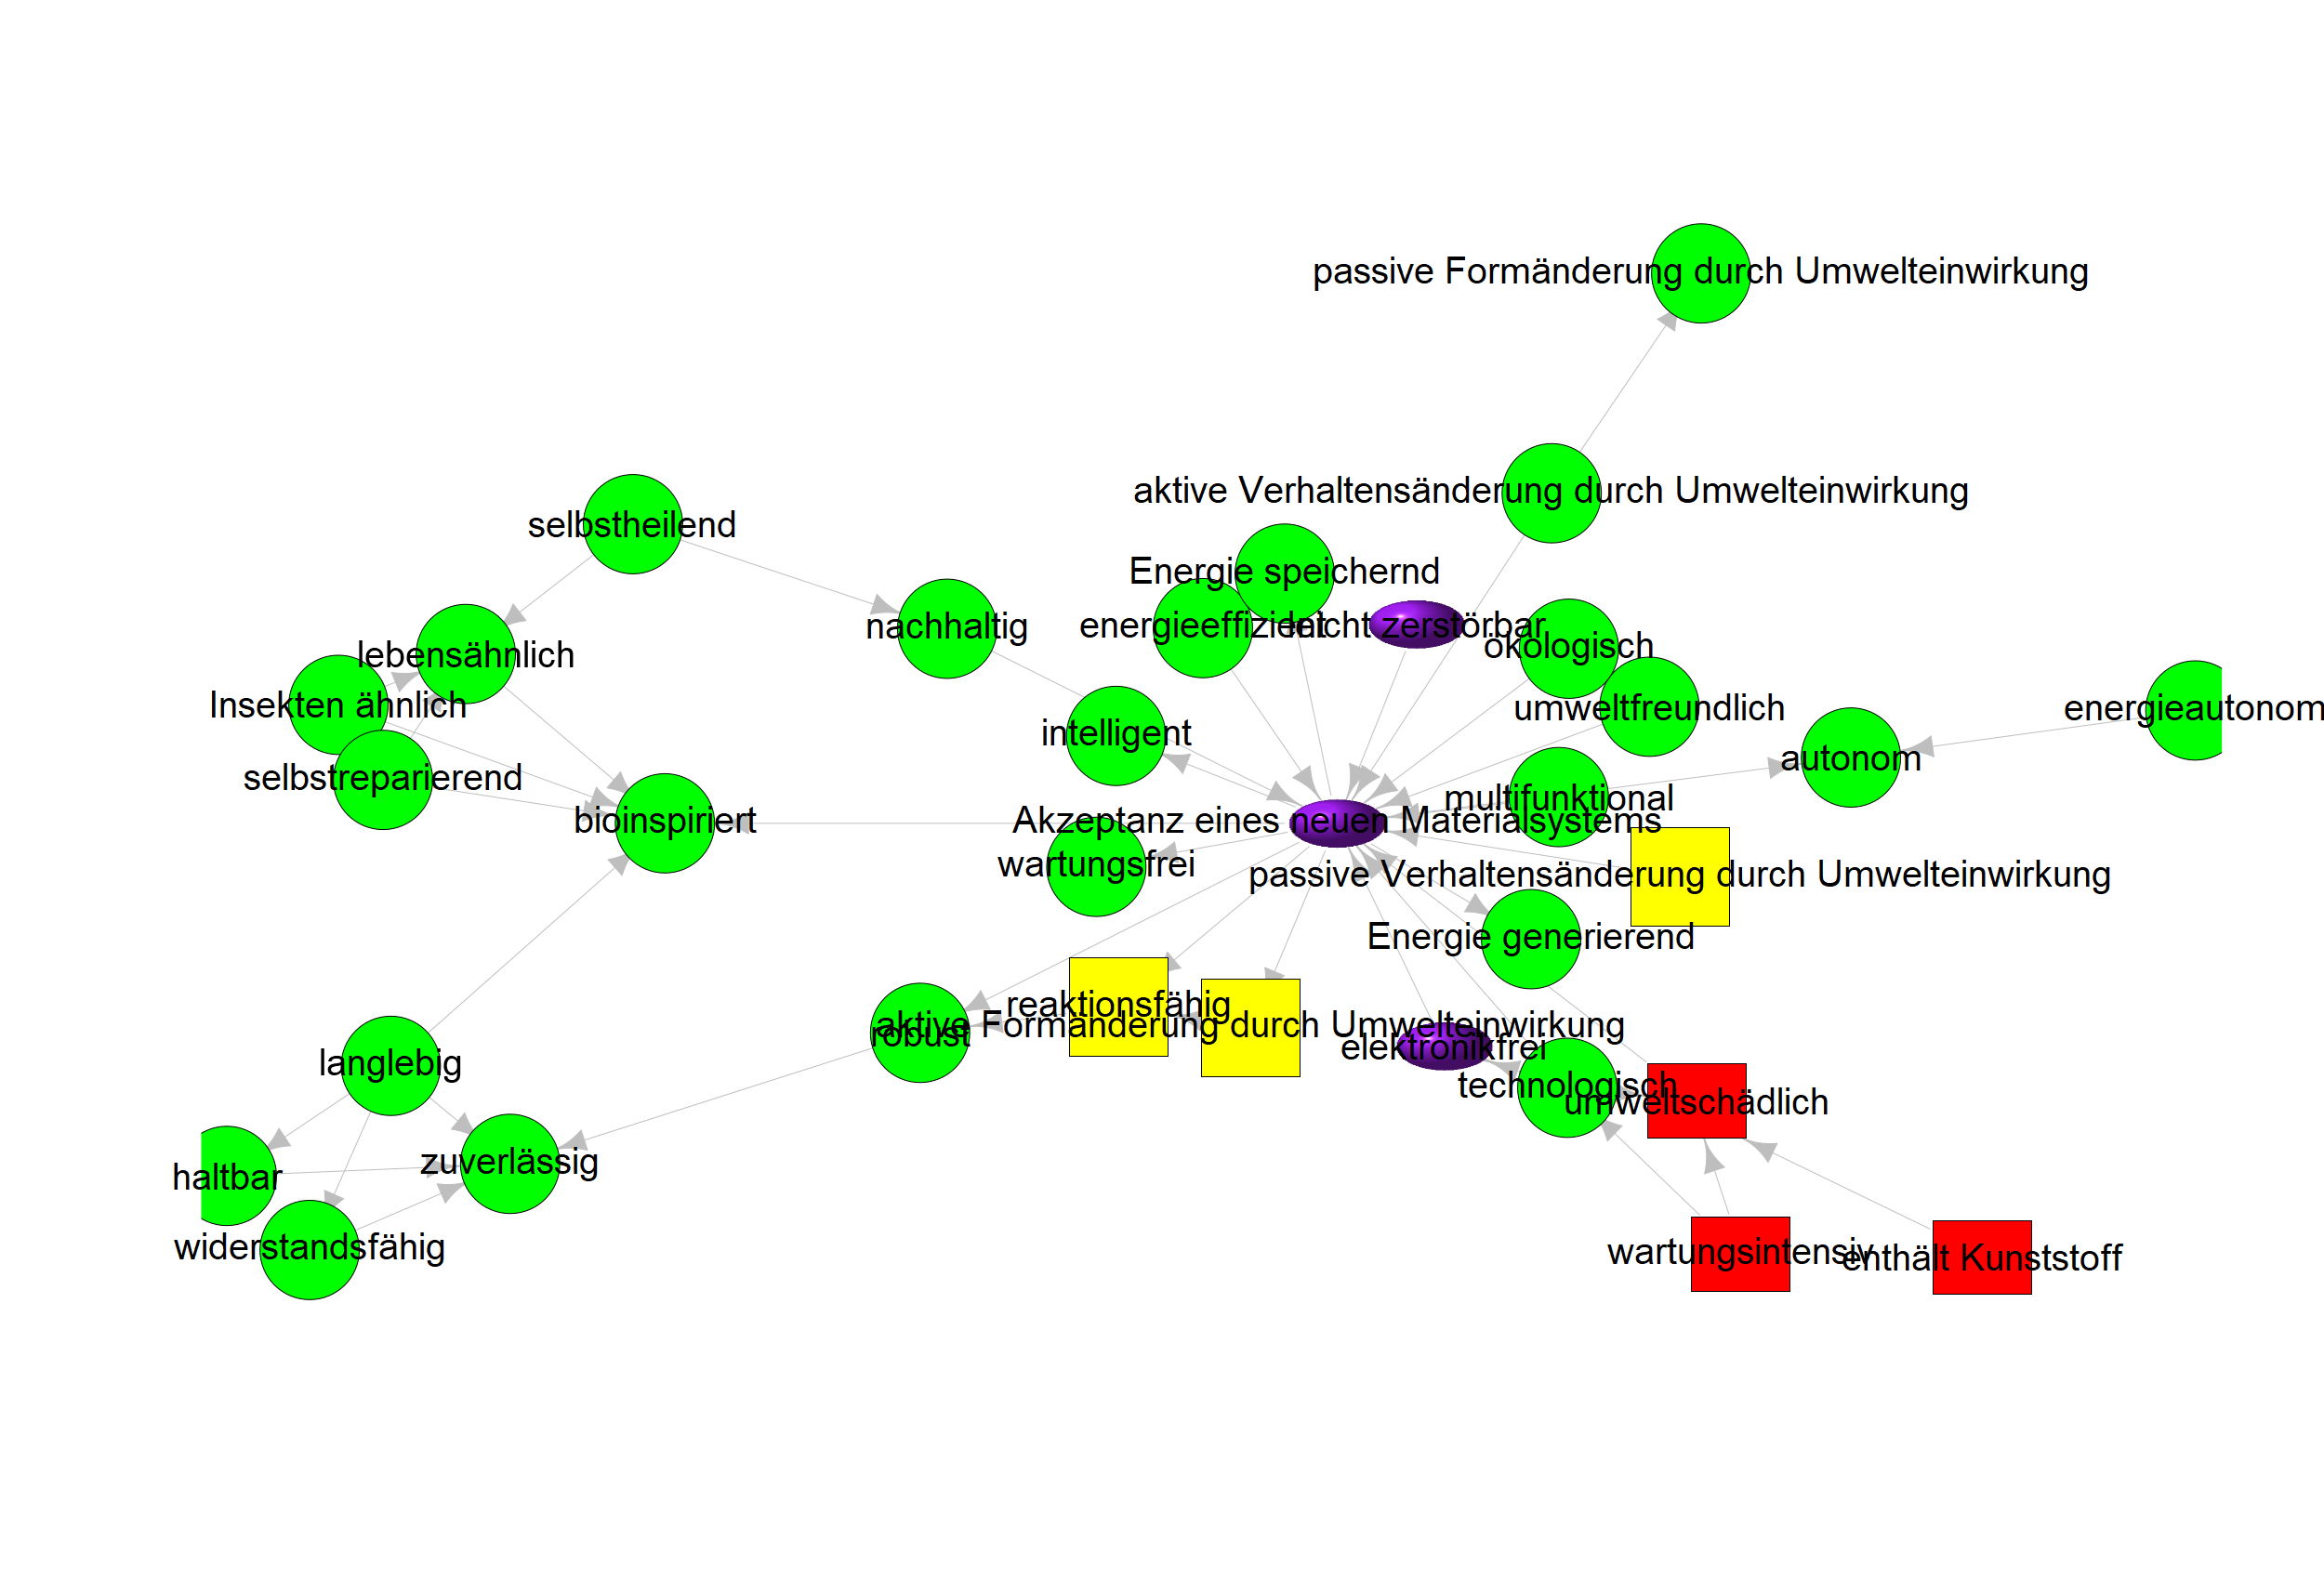 passive Formänderung durch Umwelteinwirkung
aktive Verhaltensänderung durch Umwelteinwirkung
selbstheilend
Energie speichernd
nachhaltig
energieeffizient
leicht zerstörbar
ökologisch
lebensähnlich
Insekten ähnlich
umweltfreundlich
energieautonom
intelligent
autonom
selbstreparierend
multifunktional
bioinspiriert
Akzeptanz eines neuen Materialsystems
wartungsfrei
passive Verhaltensänderung durch Umwelteinwirkung
Energie generierend
reaktionsfähig
aktive Formänderung durch Umwelteinwirkung
robust
elektronikfrei
langlebig
technologisch
umweltschädlich
zuverlässig
haltbar
widerstandsfähig
wartungsintensiv
enthält Kunststoff